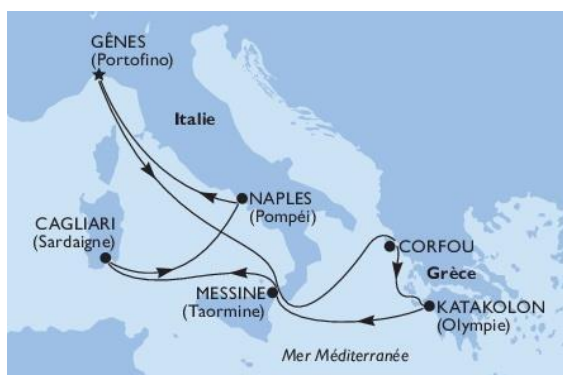 GÊNES
(Portofino)
Italie
NAPLES
(Pompéi)
CAGLIARI
(Sardaigne)
CORFOU
Grèce
MESSINE
(Taormine)
KATAKOLON
(Olympie)
Mer Méditerranée